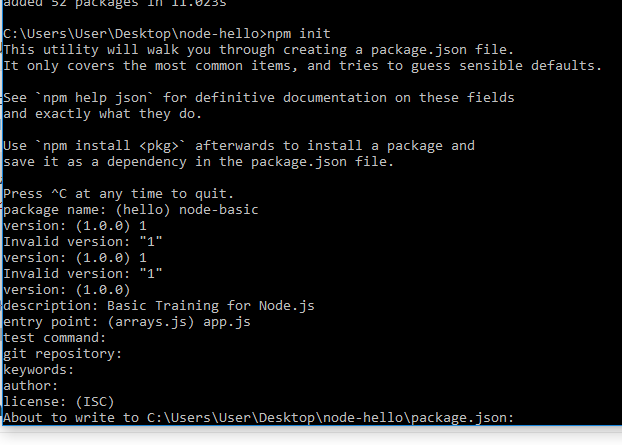 added 52 packages in 11.023s
C:\Users\User\Desktop\node-hello>npm init
This utility will walk you through creating a package.json file.
It only covers the most common items, and tries to guess sensible defaults.
See `npm help json` for definitive documentation on these fields
and exactly what they do.
Use `npm install <pkg>` afterwards to install a package and
save it as a dependency in the package.json file.
Press ^C at any time to quit.
package name: (hello) node-basic
version: (1.0.0) 1
Invalid version: "1"
version: (1.0.0) 1
Invalid version: "1"
version: (1.0.0)
description: Basic Training for Node.js
entry point: (arrays.js) app.js
test command:
git repository:
keywords:
author:
license: (ISC)
About to write to C:\Users\User\Desktop\node-hello\package.json: